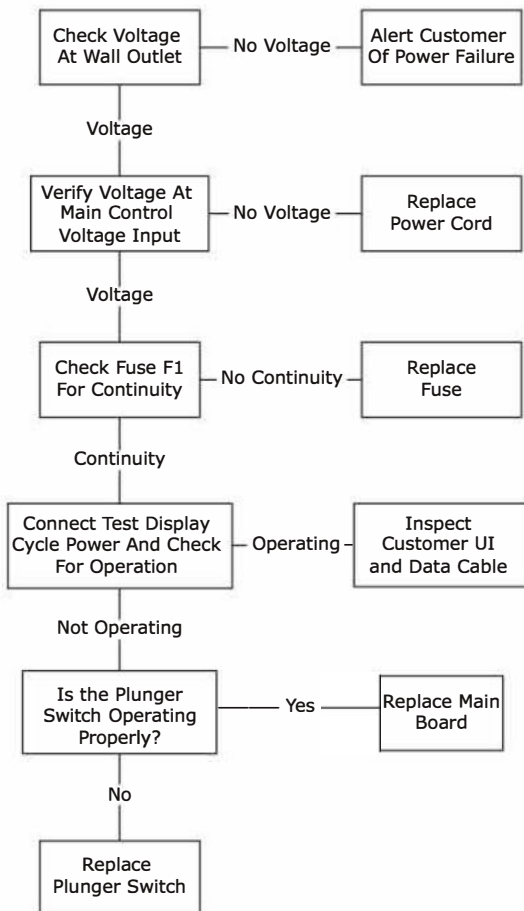 Check Voltage
At Wall Outlet
No Voltage
Alert Customer
Of Power Failure
Voltage
Verify Voltage At
Main Control
Voltage Input
No Voltage
Replace
Power Cord
Voltage
Check Fuse F1
For Continuity
No Continuity
Replace
Fuse
Continuity
Connect Test Display
Cycle Power And Check
For Operation
Operating
Inspect
Customer UI
and Data Cable
Not Operating
Is the Plunger
Switch Operating
Properly?
Yes
Replace Main
Board
No
Replace
Plunger Switch